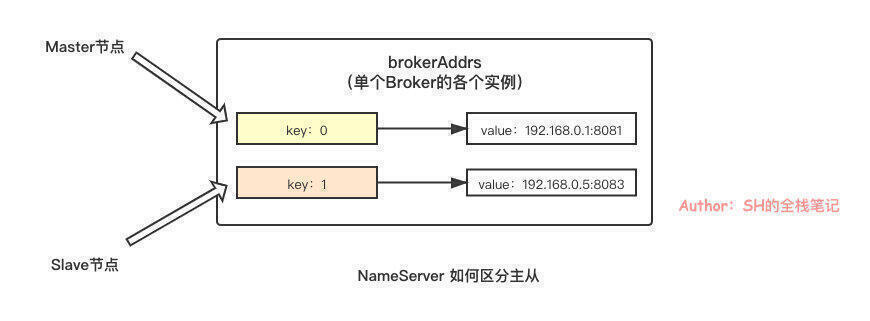 Master节点
brokerAddrs
（单个Broker的各个实例）
key：0
value：192.168.0.1:8081
key：1
value：192.168.0.5:8083
Author：SH的全栈笔记
Slave节点
NameServer 如何区分主从